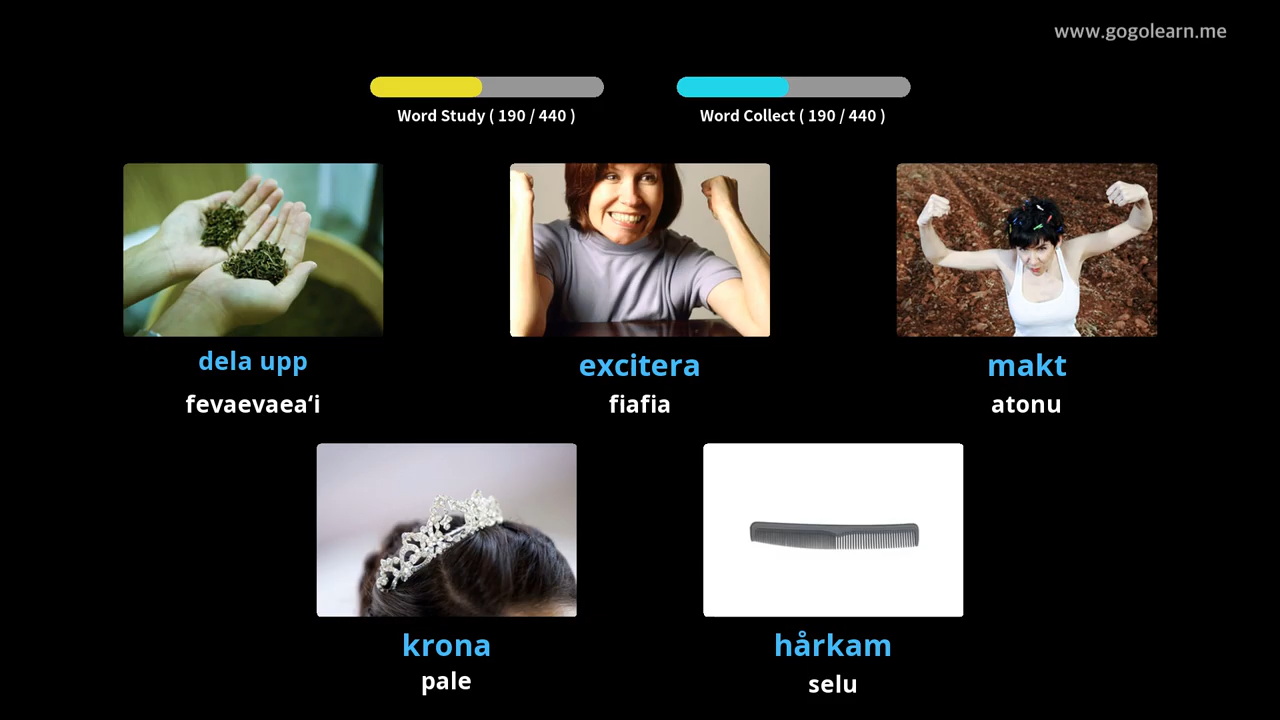 www.gogolearn.me
Word Study ( 190 / 440 )
Word Collect ( 190 / 440 )
dela upp
excitera
makt
fevaevaea‘i
fiafia
atonu
krona
hårkam
pale
selu